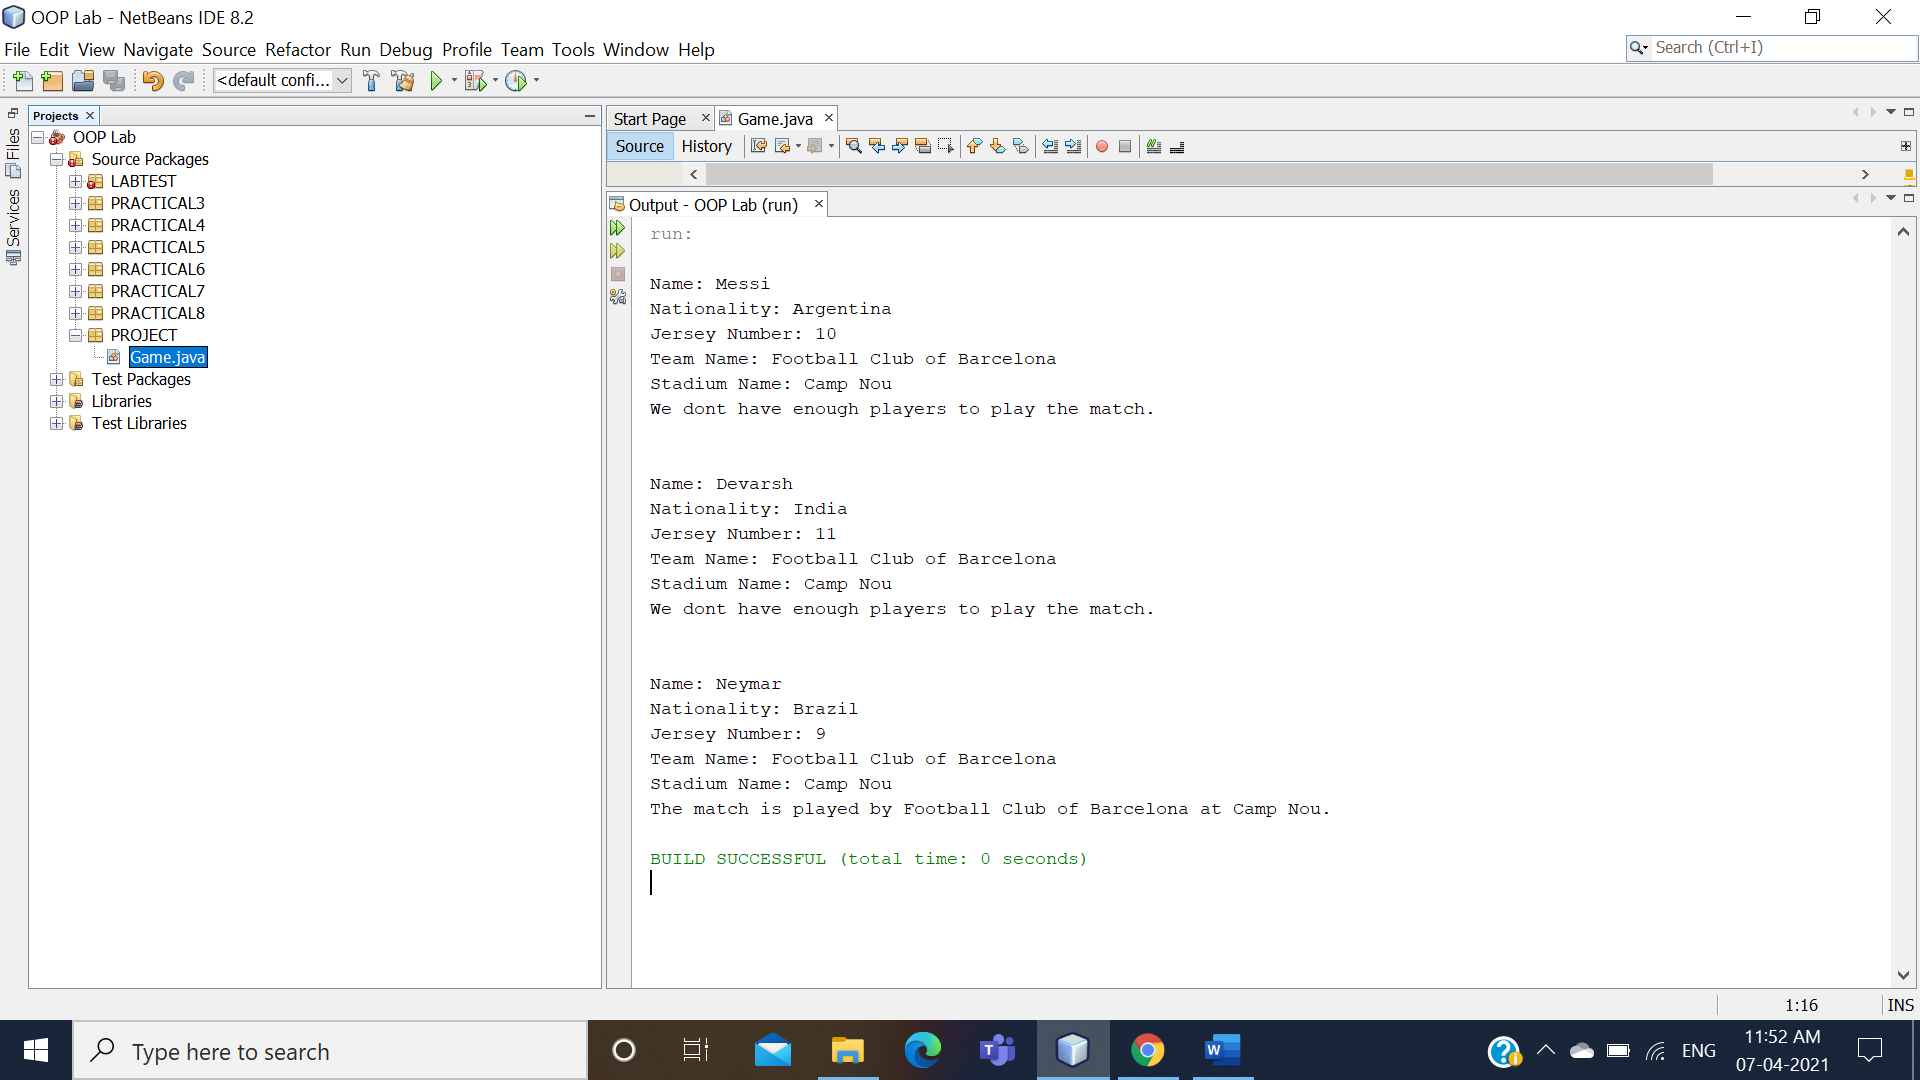 OOP Lab - NetBeans IDE 8.2
File Edit View Navigate Source Refactor Run Debug Profile Team Tools Window Help
Search (Ctrl+I)
<default confi...
Files
Services
Projects
OOP Lab
Source Packages
LABTEST
PRACTICAL3
PRACTICAL4
PRACTICAL5
PRACTICAL6
PRACTICAL7
PRACTICAL8
PROJECT
Game.java
Test Packages
Libraries
Test Libraries
Start Page
Game.java
Source History
Output - OOP Lab (run)
run:
Name: Messi
Nationality: Argentina
Jersey Number: 10
Team Name: Football Club of Barcelona
Stadium Name: Camp Nou
We dont have enough players to play the match.
Name: Devarsh
Nationality: India
Jersey Number: 11
Team Name: Football Club of Barcelona
Stadium Name: Camp Nou
We dont have enough players to play the match.
Name: Neymar
Nationality: Brazil
Jersey Number: 9
Team Name: Football Club of Barcelona
Stadium Name: Camp Nou
The match is played by Football Club of Barcelona at Camp Nou.
BUILD SUCCESSFUL (total time: 0 seconds)
1:16 INS
Type here to search
ENG
11:52 AM
07-04-2021